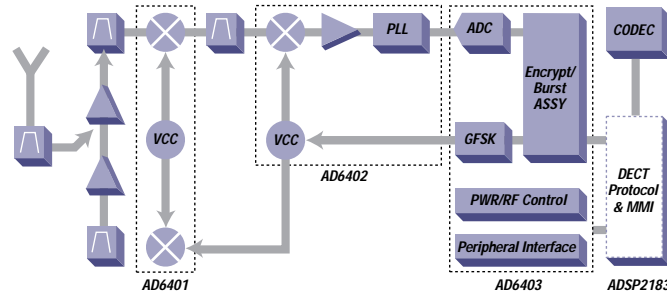 PLL
ADC
CODEC
Encrypt/
Burst
ASSY
VCC
VCC
GFSK
AD6402
DECT
Protocol
& MMI
PWR/RF Control
Peripheral Interface
AD6401
AD6403
ADSP2183